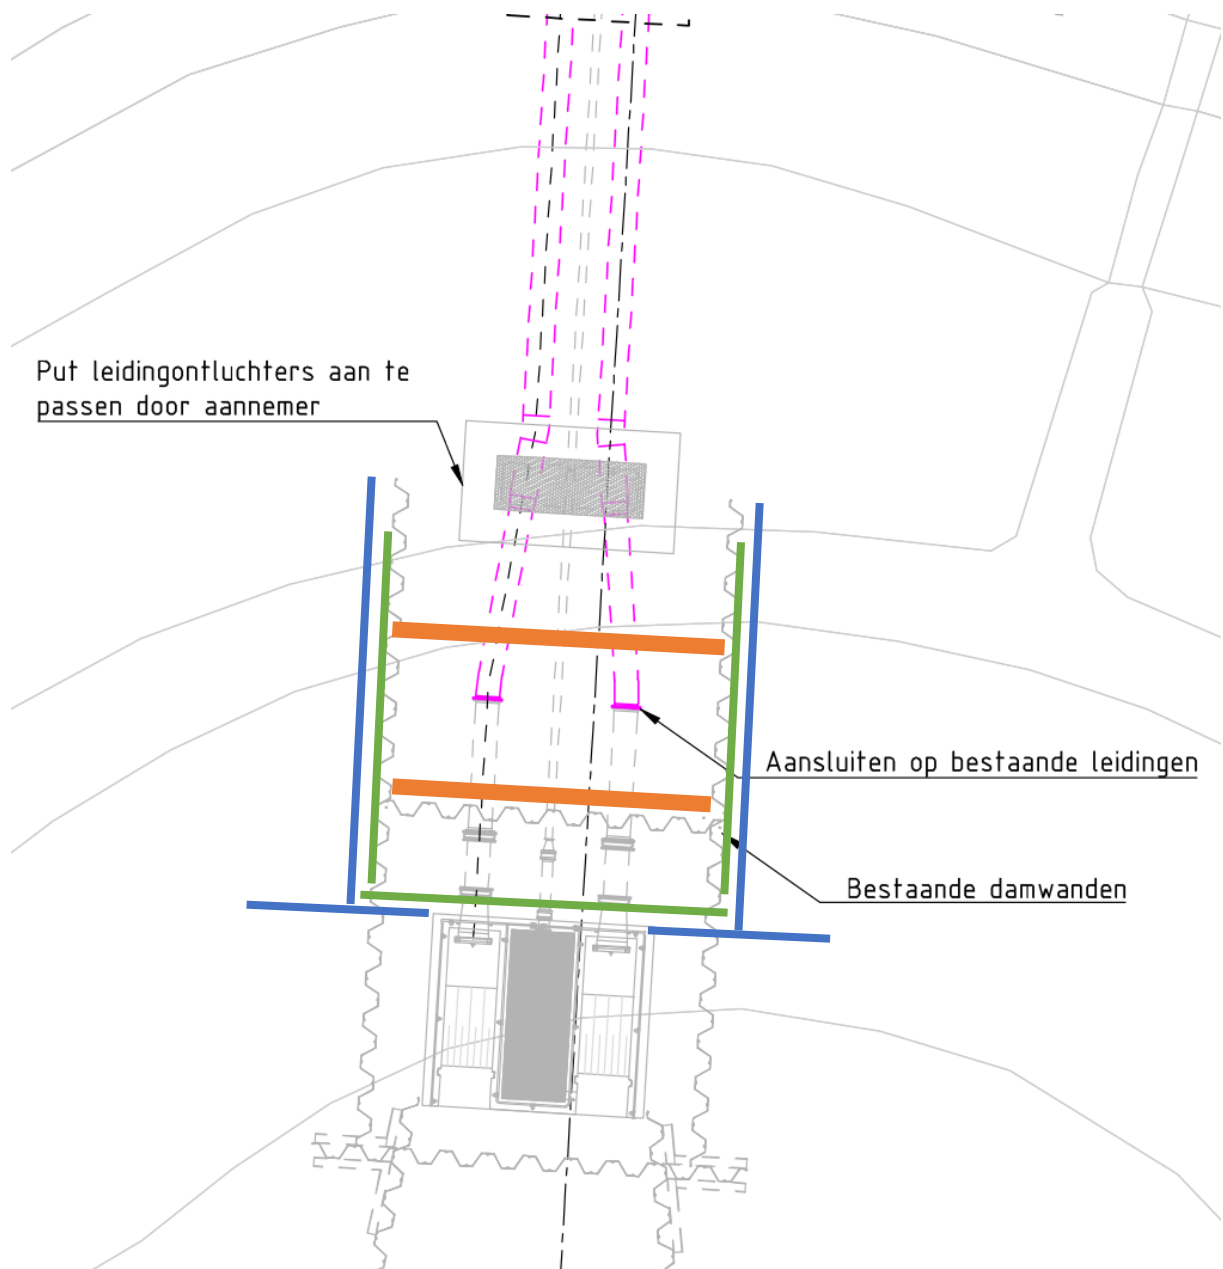 Put leidingontluchters aan te
passen door aannemer
Aansluiten op bestaande leidingen
Bestaande damwanden